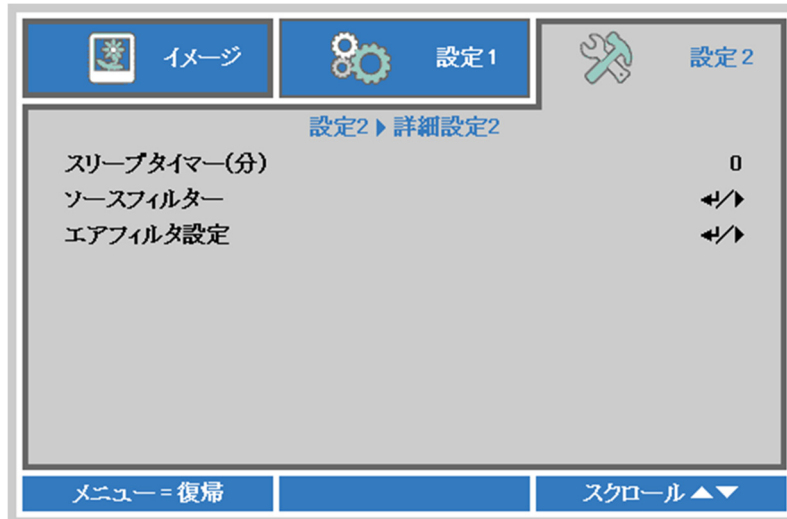 イメージ
設定1
設定2
設定2▶詳細設定2
スリープタイマー(分) 0
ソースフィルター ↵/▶
エアフィルタ設定 ↵/▶
メニュー=復帰
スクロール▲▼